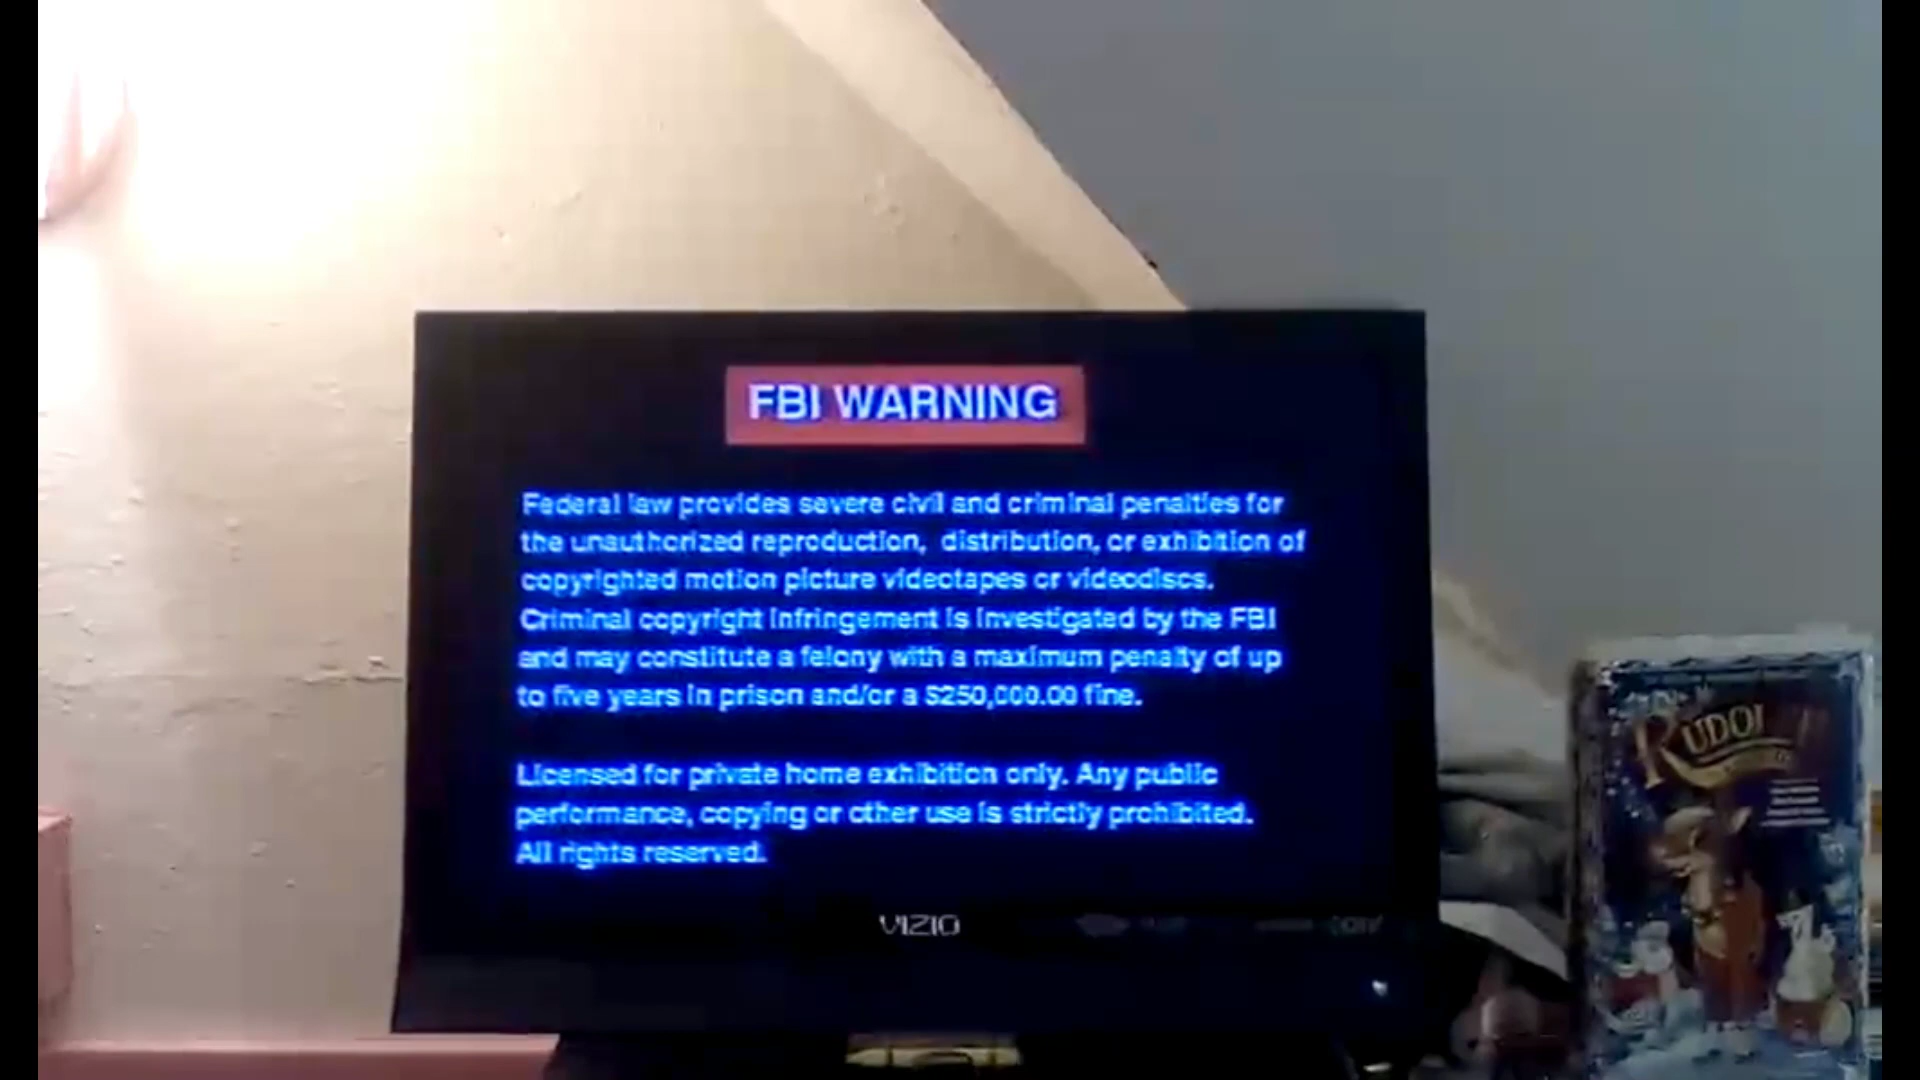 FBI WARNING
Federal law provides severe civil and criminal penalties for
the unauthorized reproduction, distribution, or exhibition of
copyrighted motion picture videotapes or videodiscs.
Criminal copyright infringement is investigated by the FBI
and may constitute a felony with a maximum penalty of up
to five years in prison and/or a $250,000.00 fine.
Licensed for private home exhibition only. Any public
performance, copying or other use is strictly prohibited.
All rights reserved.
VIZIO